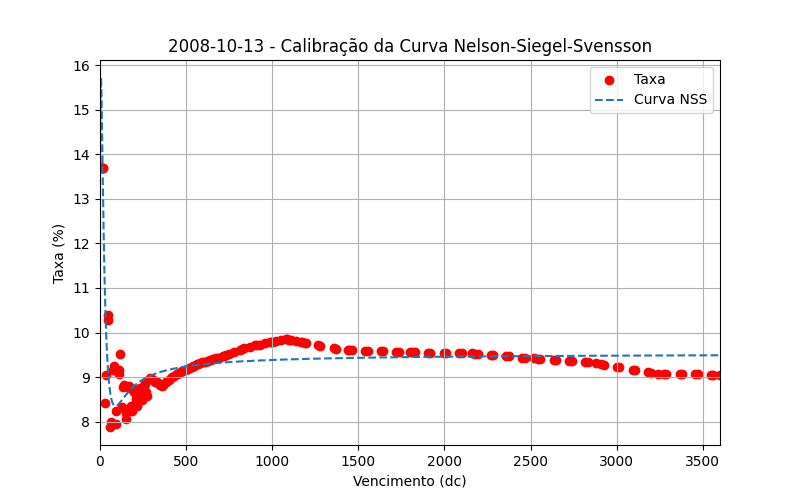 2008-10-13 - Calibração da Curva Nelson-Siegel-Svensson
Taxa
Curva NSS
Taxa (%)
16
15
14
13
12
11
10
9
8
0 500 1000 1500 2000 2500 3000 3500
Vencimento (dc)